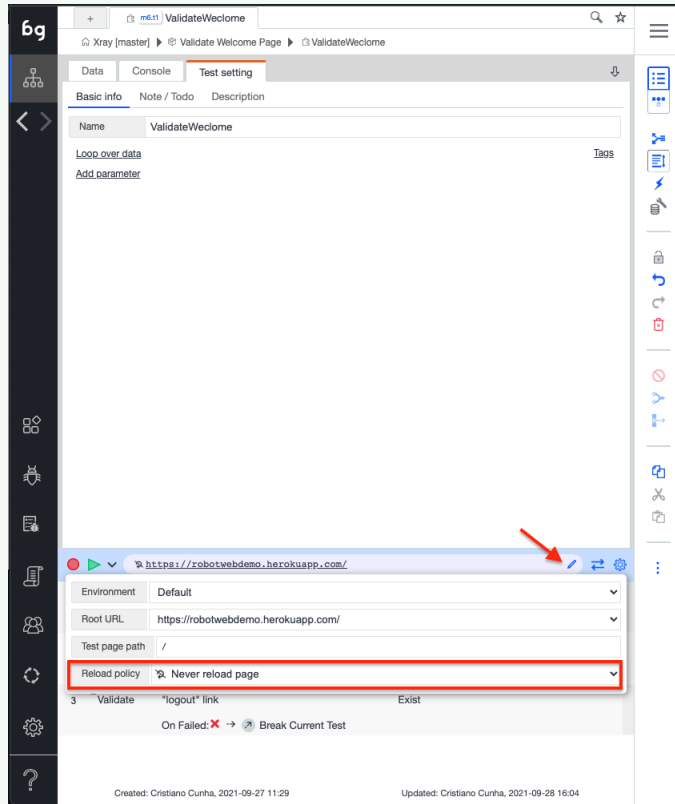 6g
+ m6.t1 ValidateWeclome
Xray [master] Validate Welcome Page ValidateWeclome
Data Console Test setting
Basic info Note / Todo Description
Name ValidateWeclome
Loop over data Tags
Add parameter
https://robotwebdemo.herokuapp.com/
Environment Default
Root URL https://robotwebdemo.herokuapp.com/
Test page path /
Reload policy Never reload page
3 Validate "logout" link Exist
On Failed: Break Current Test
Created: Cristiano Cunha, 2021-09-27 11:29 Updated: Cristiano Cunha, 2021-09-28 16:04